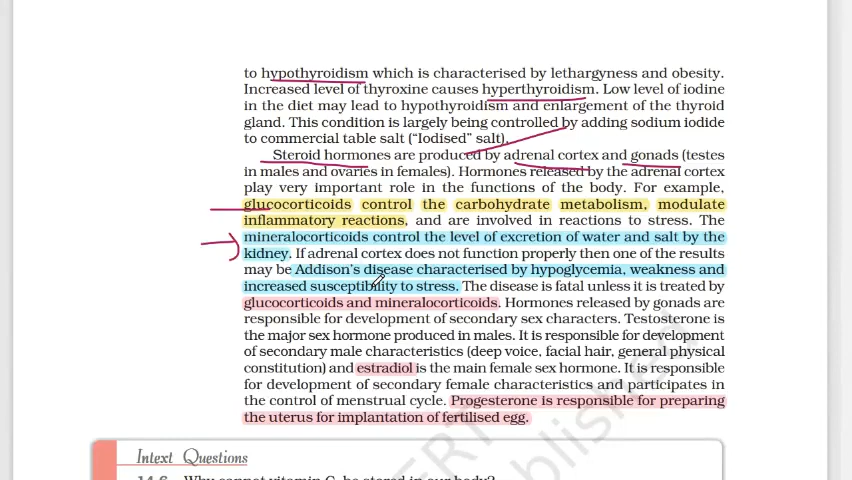 to hypothyroidism which is characterised by lethargyness and obesity.
Increased level of thyroxine causes hyperthyroidism. Low level of iodine
in the diet may lead to hypothyroidism and enlargement of the thyroid
gland. This condition is largely being controlled by adding sodium iodide
to commercial table salt (“Iodised” salt).
Steroid hormones are produced by adrenal cortex and gonads (testes
in males and ovaries in females). Hormones released by the adrenal cortex
play very important role in the functions of the body. For example,
glucocorticoids control the carbohydrate metabolism, modulate
inflammatory reactions, and are involved in reactions to stress. The
mineralocorticoids control the level of excretion of water and salt by the
kidney. If adrenal cortex does not function properly then one of the results
may be Addison’s disease characterised by hypoglycemia, weakness and
increased susceptibility to stress. The disease is fatal unless it is treated by
glucocorticoids and mineralocorticoids. Hormones released by gonads are
responsible for development of secondary sex characters. Testosterone is
the major sex hormone produced in males. It is responsible for development
of secondary male characteristics (deep voice, facial hair, general physical
constitution) and estradiol is the main female sex hormone. It is responsible
for development of secondary female characteristics and participates in
the control of menstrual cycle. Progesterone is responsible for preparing
the uterus for implantation of fertilised egg.
Intext Questions
14.6 Why cannot vitamin C be stored in our body?